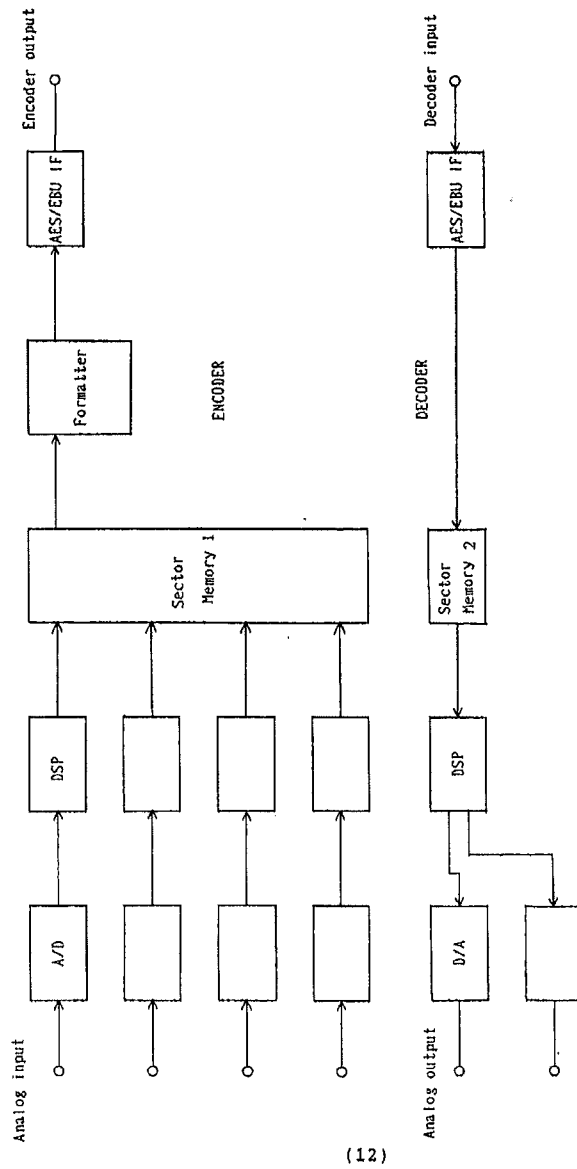 Analog input
A/D
DSP
Sector
Memory 1
Formatter
AES/EBU IF
Encoder output
ENCODER
DECODER
Analog output
D/A
DSP
Sector
Memory 2
AES/EBU IF
Decoder input
(12)